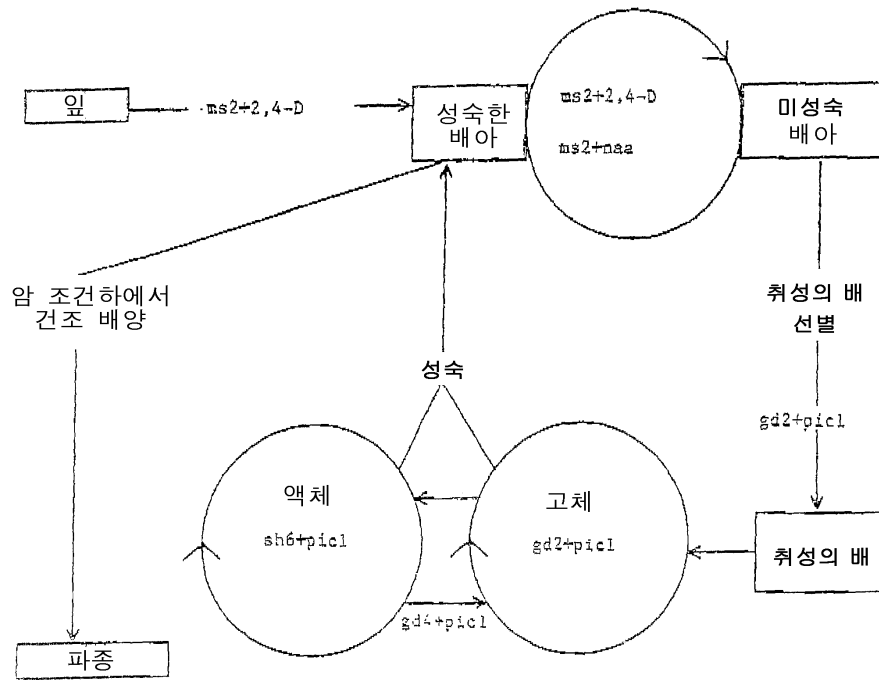 잎
ms2+2,4-D
성숙한
배아
ms2+2,4-D
ms2+naa
미성숙
배아
암 조건하에서
건조 배양
취성의 배
선별
성숙
gd2+picl
액체
sh6+picl
고체
gd2+picl
취성의 배
gd4+picl
파종